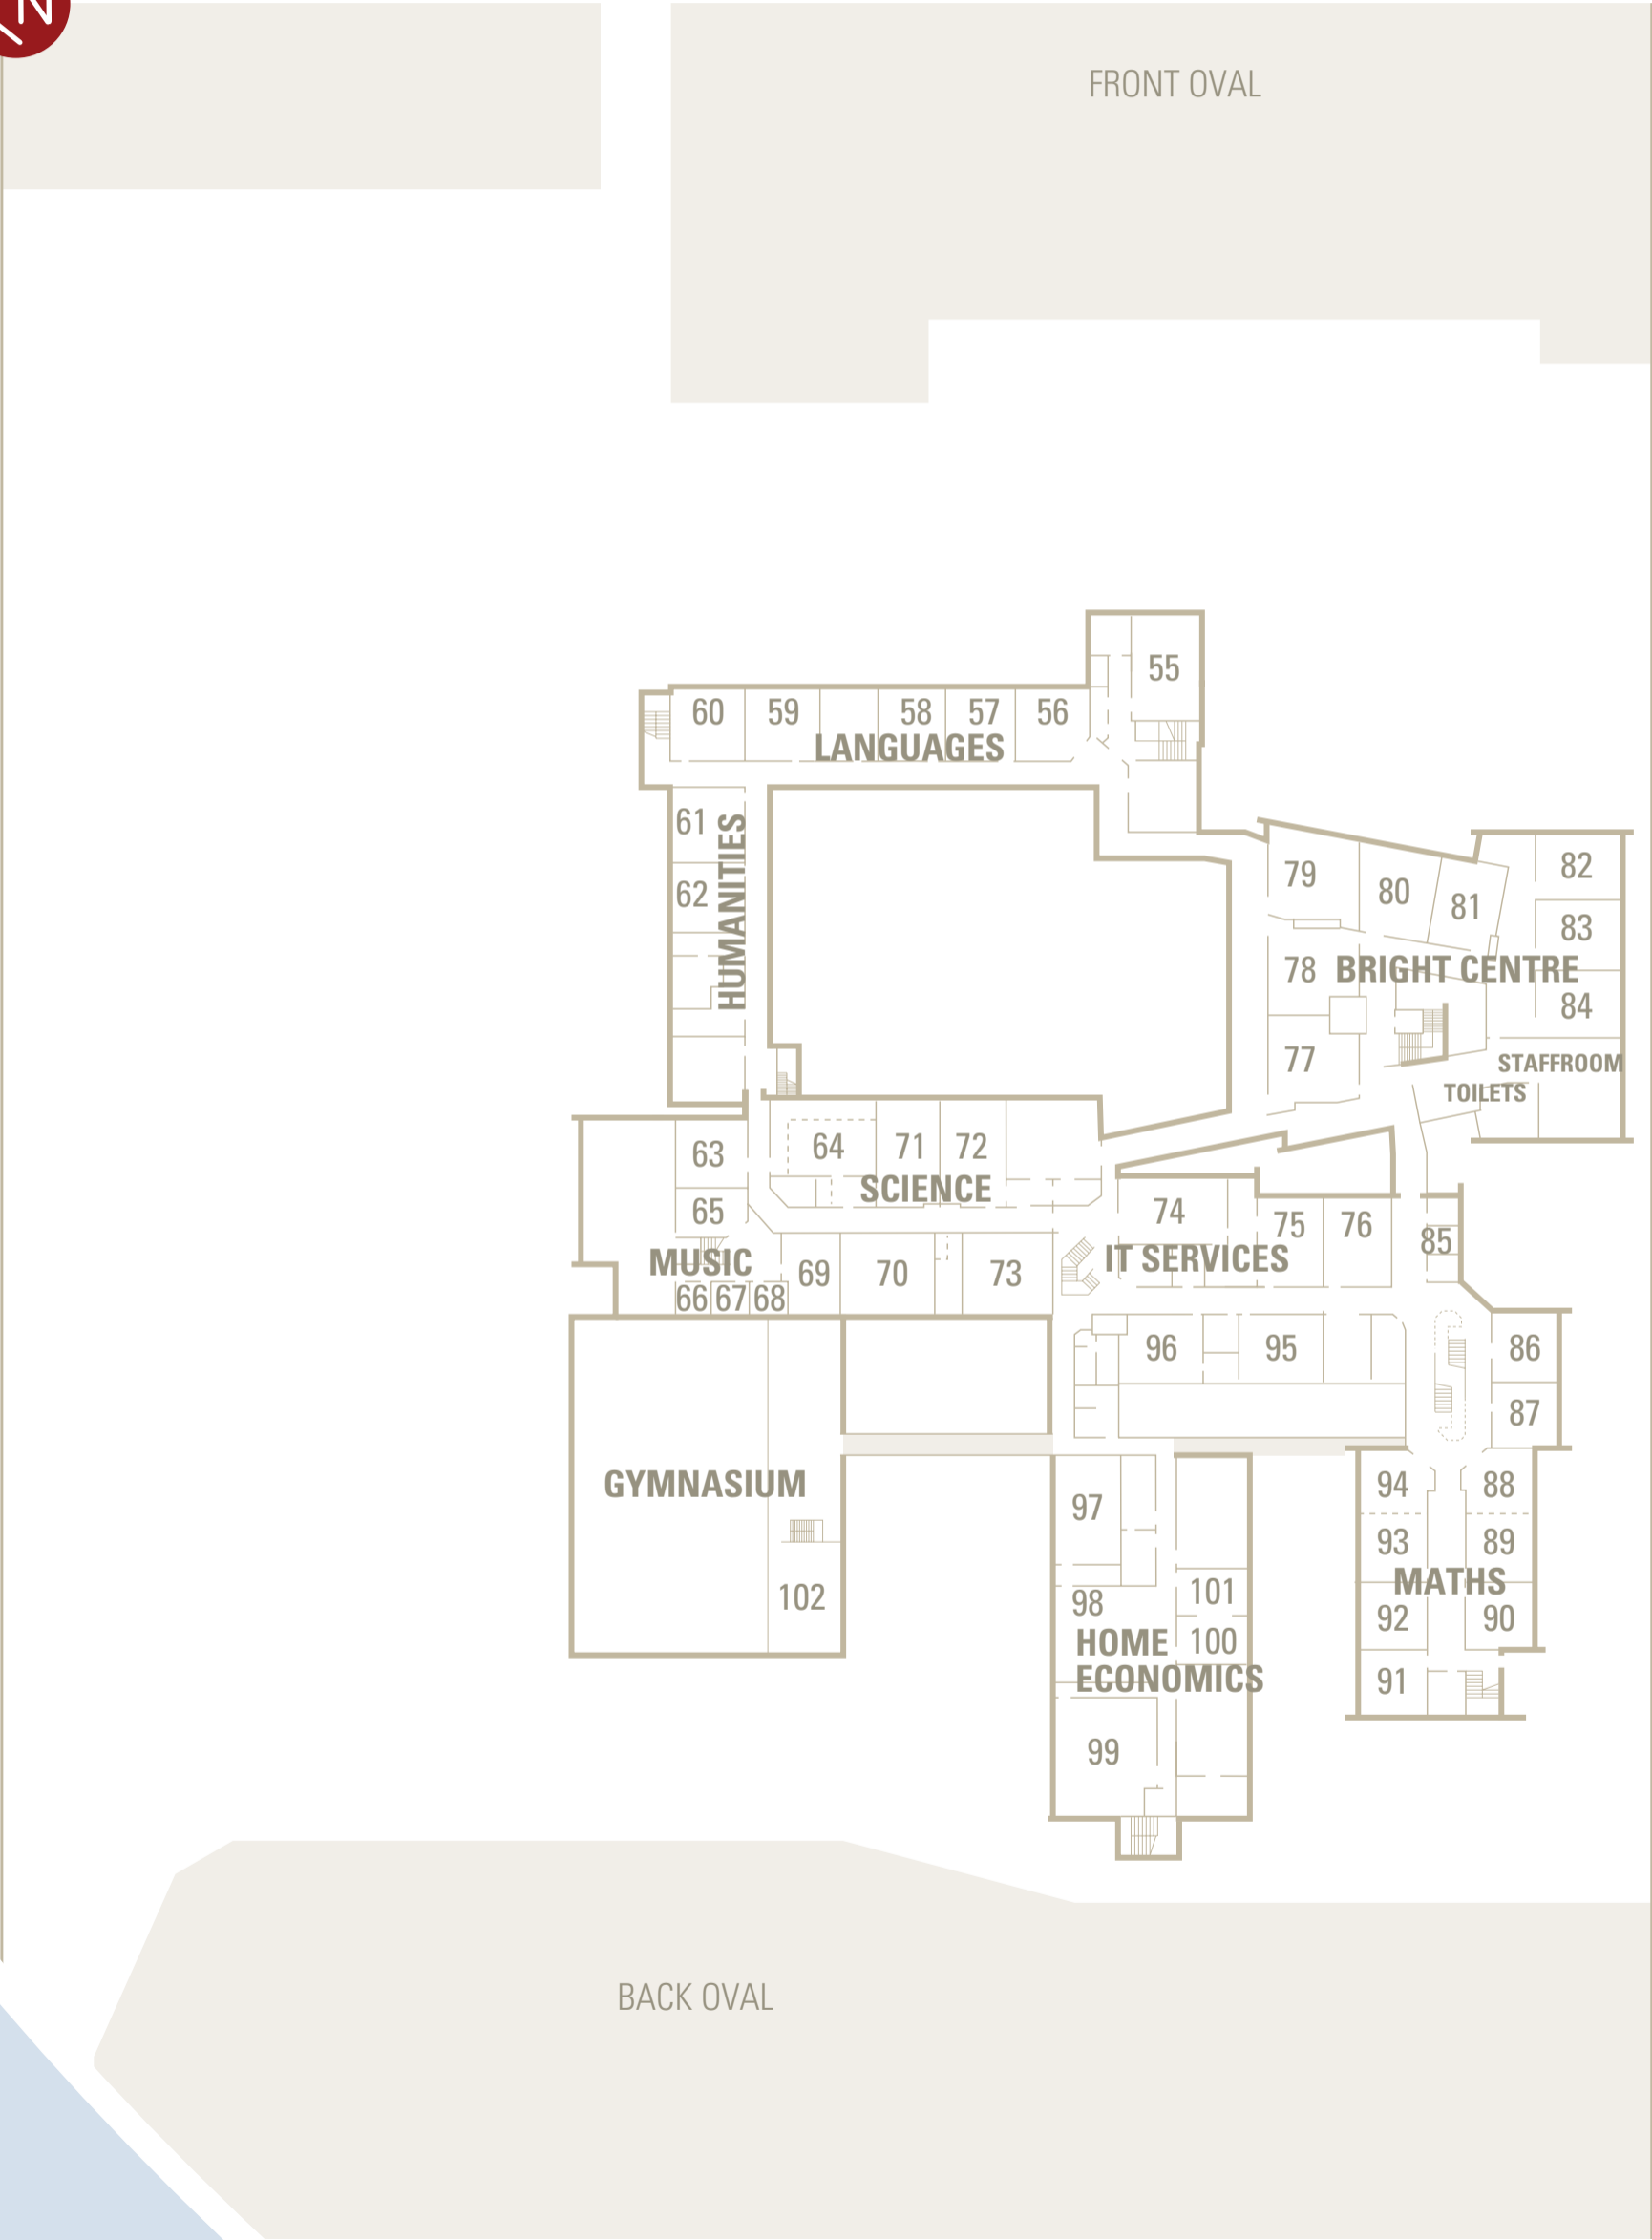 N
FRONT OVAL
55
60 59 58 57 56
LANGUAGES
61
HUMANITIES
62
79 80 81 82
83
78 BRIGHT CENTRE
84
77 STAFFROOM
TOILETS
63 64 71 72
SCIENCE
65 74 75 76 85
MUSIC IT SERVICES
66 67 68 69 70 73
96 95 86
87
GYMNASIUM
94 88
97
93 89
MATHS
102 98 101
92 90
100
HOME
ECONOMICS
91
99
BACK OVAL